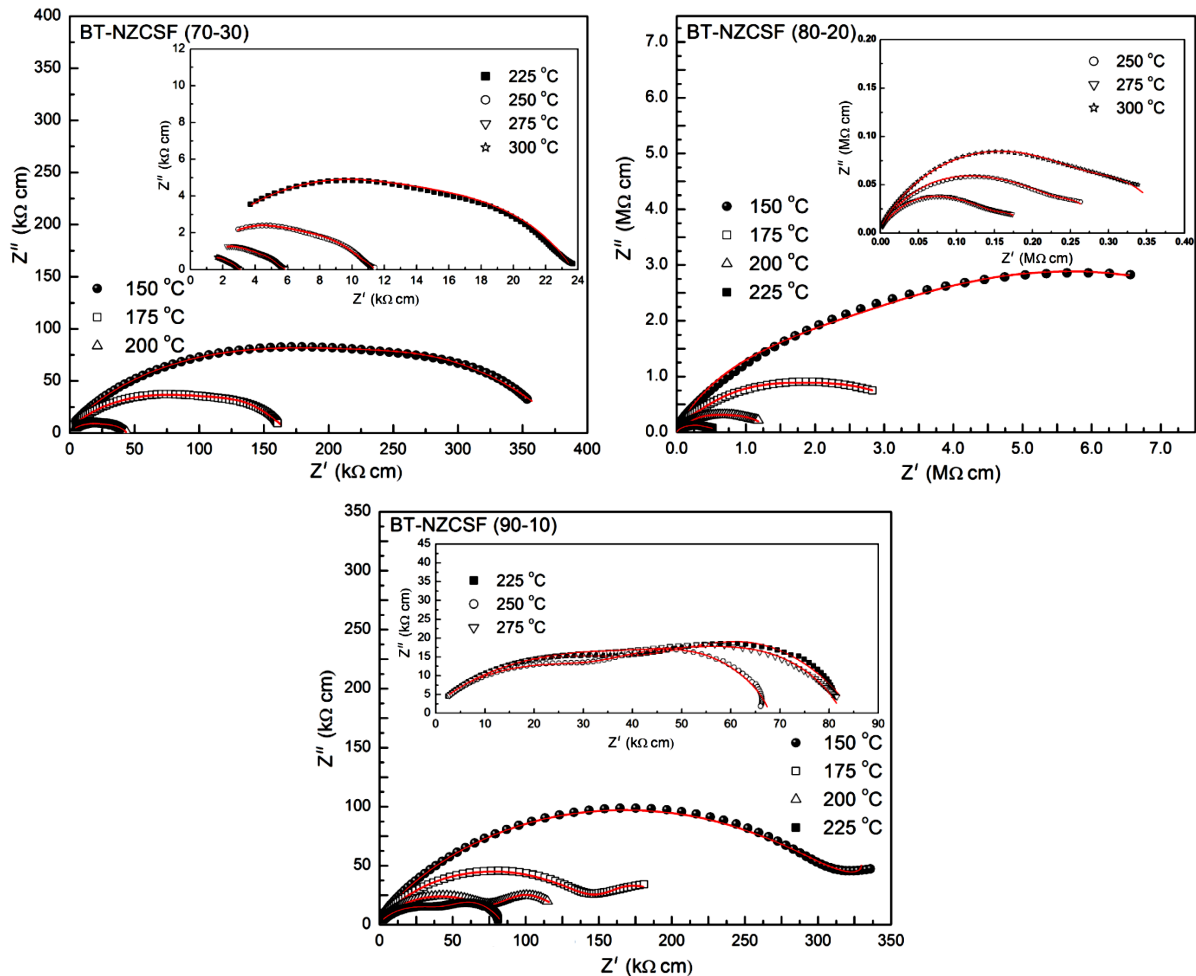 BT-NZCSF (70-30)
400
350
300
250
200
150
100
50
0
Z″ (kΩ cm)
0 50 100 150 200 250 300 350 400
Z′ (kΩ cm)
150 °C
175 °C
200 °C
12
10
8
6
4
2
0
Z″ (kΩ cm)
0 2 4 6 8 10 12 14 16 18 20 22 24
Z′ (kΩ cm)
225 °C
250 °C
275 °C
300 °C
BT-NZCSF (80-20)
7.0
6.0
5.0
4.0
3.0
2.0
1.0
0.0
Z″ (MΩ cm)
0.0 1.0 2.0 3.0 4.0 5.0 6.0 7.0
Z′ (MΩ cm)
150 °C
175 °C
200 °C
225 °C
0.20
0.15
0.10
0.05
0.00
Z″ (MΩ cm)
0.00 0.05 0.10 0.15 0.20 0.25 0.30 0.35 0.40
Z′ (MΩ cm)
250 °C
275 °C
300 °C
BT-NZCSF (90-10)
350
300
250
200
150
100
50
0
Z″ (kΩ cm)
0 50 100 150 200 250 300 350
Z′ (kΩ cm)
150 °C
175 °C
200 °C
225 °C
45
40
35
30
25
20
15
10
5
0
Z″ (kΩ cm)
0 10 20 30 40 50 60 70 80 90
Z′ (kΩ cm)
225 °C
250 °C
275 °C